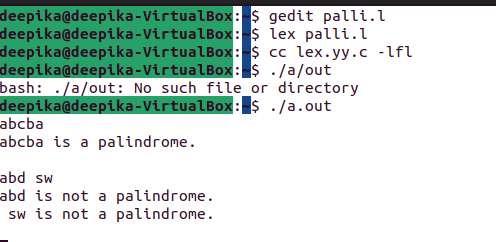 deepika@deepika-VirtualBox:~$ gedit palli.l
deepika@deepika-VirtualBox:~$ lex palli.l
deepika@deepika-VirtualBox:~$ cc lex.yy.c -lfl
deepika@deepika-VirtualBox:~$ ./a/out
bash: ./a/out: No such file or directory
deepika@deepika-VirtualBox:~$ ./a.out
abcba
abcba is a palindrome.
abd sw
abd is not a palindrome.
 sw is not a palindrome.